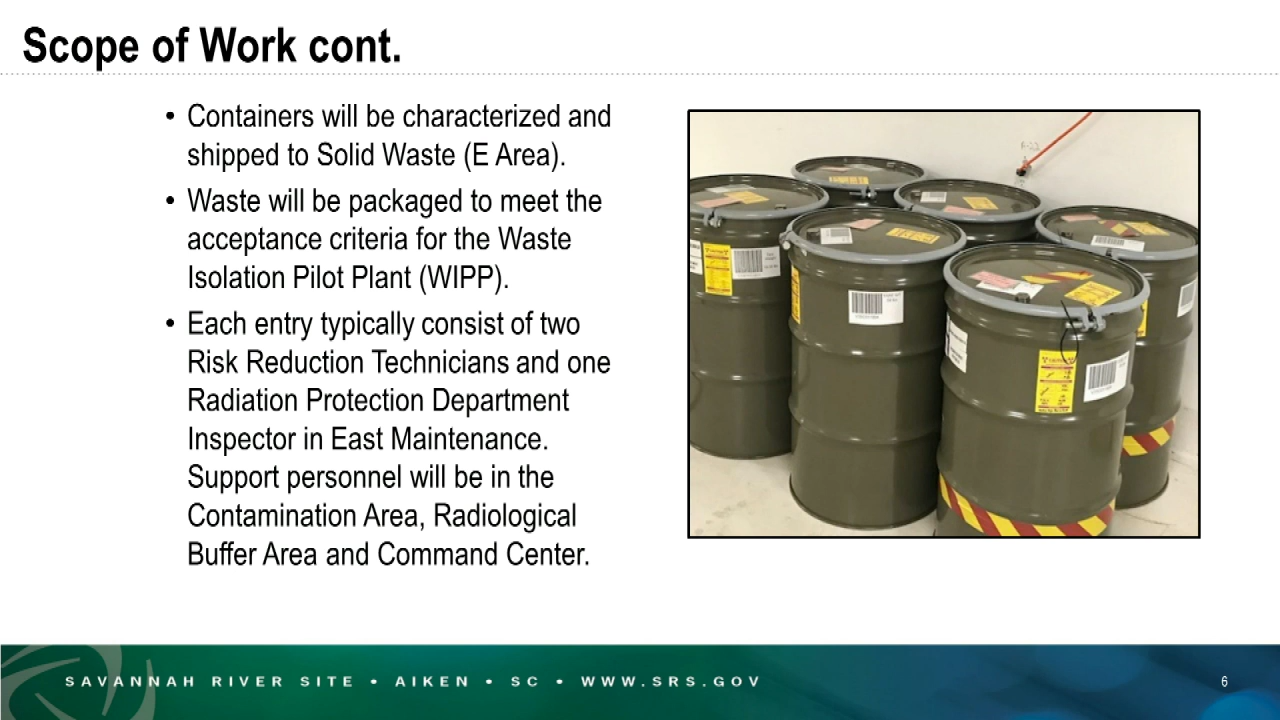 Scope of Work cont.
• Containers will be characterized and
shipped to Solid Waste (E Area).
• Waste will be packaged to meet the
acceptance criteria for the Waste
Isolation Pilot Plant (WIPP).
• Each entry typically consist of two
Risk Reduction Technicians and one
Radiation Protection Department
Inspector in East Maintenance.
Support personnel will be in the
Contamination Area, Radiological
Buffer Area and Command Center.
SAVANNAH RIVER SITE • AIKEN • SC • WWW.SRS.GOV
6